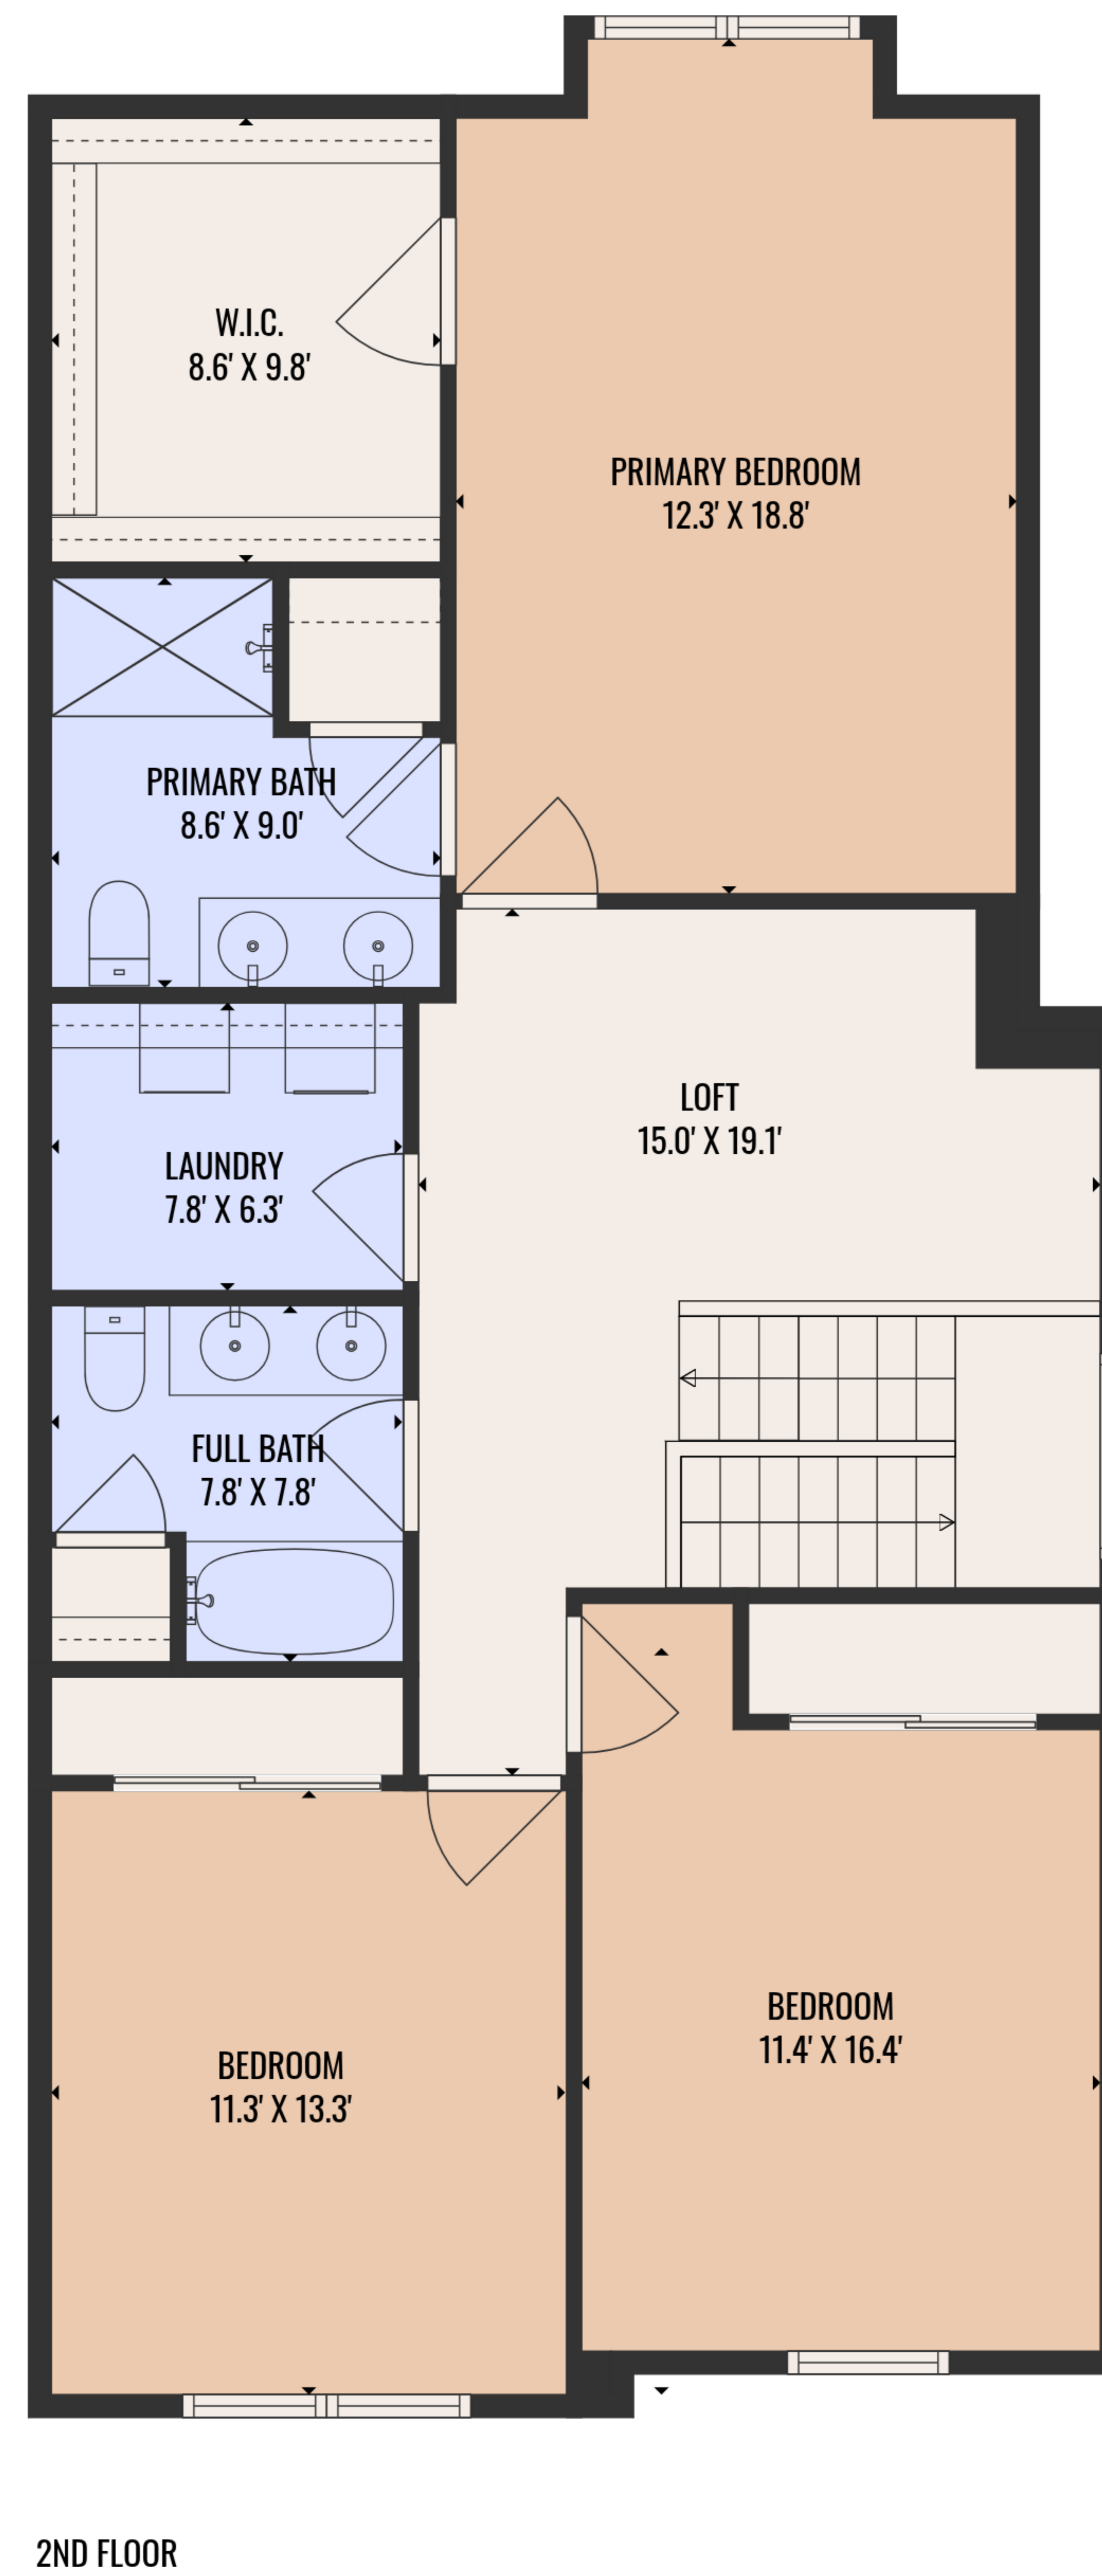 W.I.C.
8.6' X 9.8'
PRIMARY BEDROOM
12.3' X 18.8'
PRIMARY BATH
8.6' X 9.0'
LOFT
15.0' X 19.1'
LAUNDRY
7.8' X 6.3'
FULL BATH
7.8' X 7.8'
BEDROOM
11.4' X 16.4'
BEDROOM
11.3' X 13.3'
2ND FLOOR